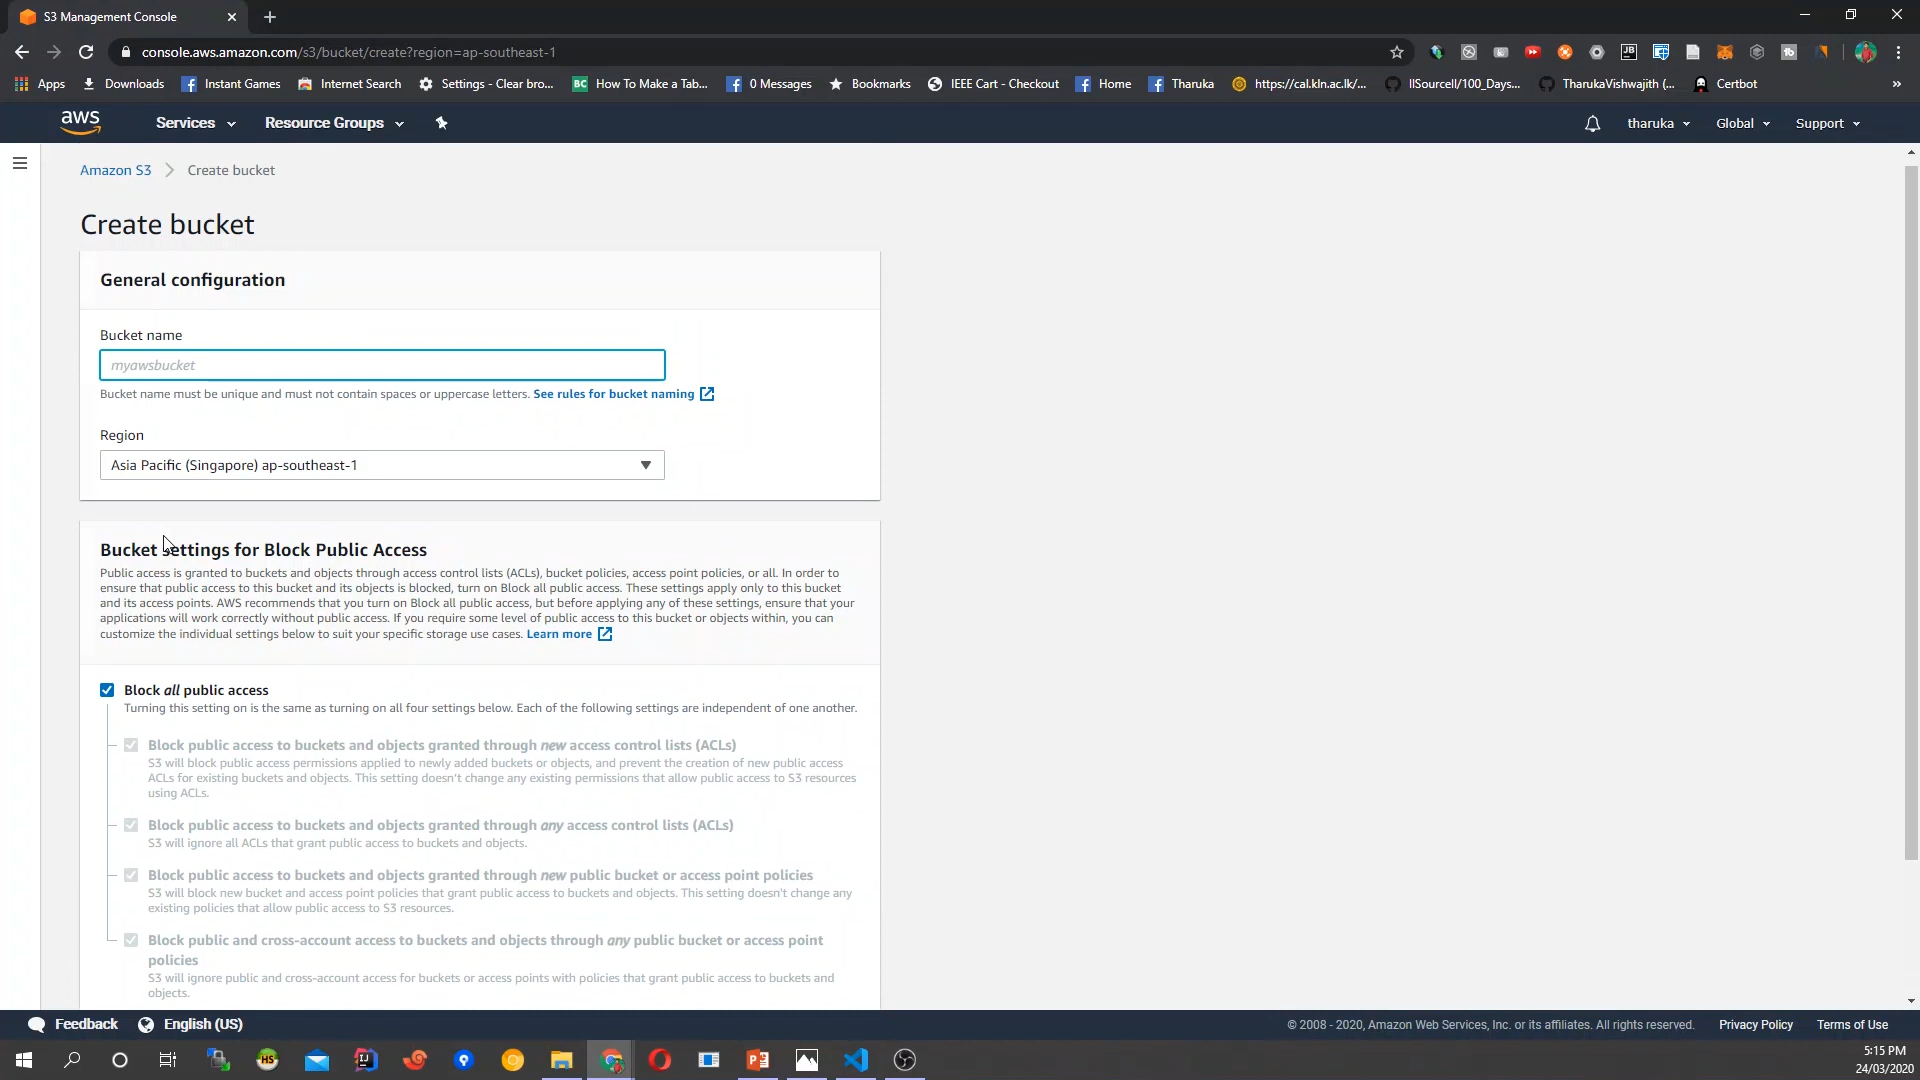 S3 Management Console
console.aws.amazon.com/s3/bucket/create?region=ap-southeast-1
Apps Downloads Instant Games Internet Search Settings - Clear bro... BC How To Make a Tab... 0 Messages Bookmarks IEEE Cart - Checkout Home Tharuka https://cal.kln.ac.lk/... llSourcell/100_Days... TharukaVishwajith (... Certbot »
aws Services Resource Groups tharuka Global Support
Amazon S3 Create bucket
Create bucket
General configuration
Bucket name
myawsbucket
Bucket name must be unique and must not contain spaces or uppercase letters. See rules for bucket naming
Region
Asia Pacific (Singapore) ap-southeast-1
Bucket settings for Block Public Access
Public access is granted to buckets and objects through access control lists (ACLs), bucket policies, access point policies, or all. In order to
ensure that public access to this bucket and its objects is blocked, turn on Block all public access. These settings apply only to this bucket
and its access points. AWS recommends that you turn on Block all public access, but before applying any of these settings, ensure that your
applications will work correctly without public access. If you require some level of public access to this bucket or objects within, you can
customize the individual settings below to suit your specific storage use cases. Learn more
Block all public access
Turning this setting on is the same as turning on all four settings below. Each of the following settings are independent of one another.
Block public access to buckets and objects granted through new access control lists (ACLs)
S3 will block public access permissions applied to newly added buckets or objects, and prevent the creation of new public access
ACLs for existing buckets and objects. This setting doesn't change any existing permissions that allow public access to S3 resources
using ACLs.
Block public access to buckets and objects granted through any access control lists (ACLs)
S3 will ignore all ACLs that grant public access to buckets and objects.
Block public access to buckets and objects granted through new public bucket or access point policies
S3 will block new bucket and access point policies that grant public access to buckets and objects. This setting doesn't change any
existing policies that allow public access to S3 resources.
Block public and cross-account access to buckets and objects through any public bucket or access point
policies
S3 will ignore public and cross-account access for buckets or access points with policies that grant public access to buckets and
objects.
Feedback English (US) © 2008 - 2020, Amazon Web Services, Inc. or its affiliates. All rights reserved. Privacy Policy Terms of Use
5:15 PM
24/03/2020